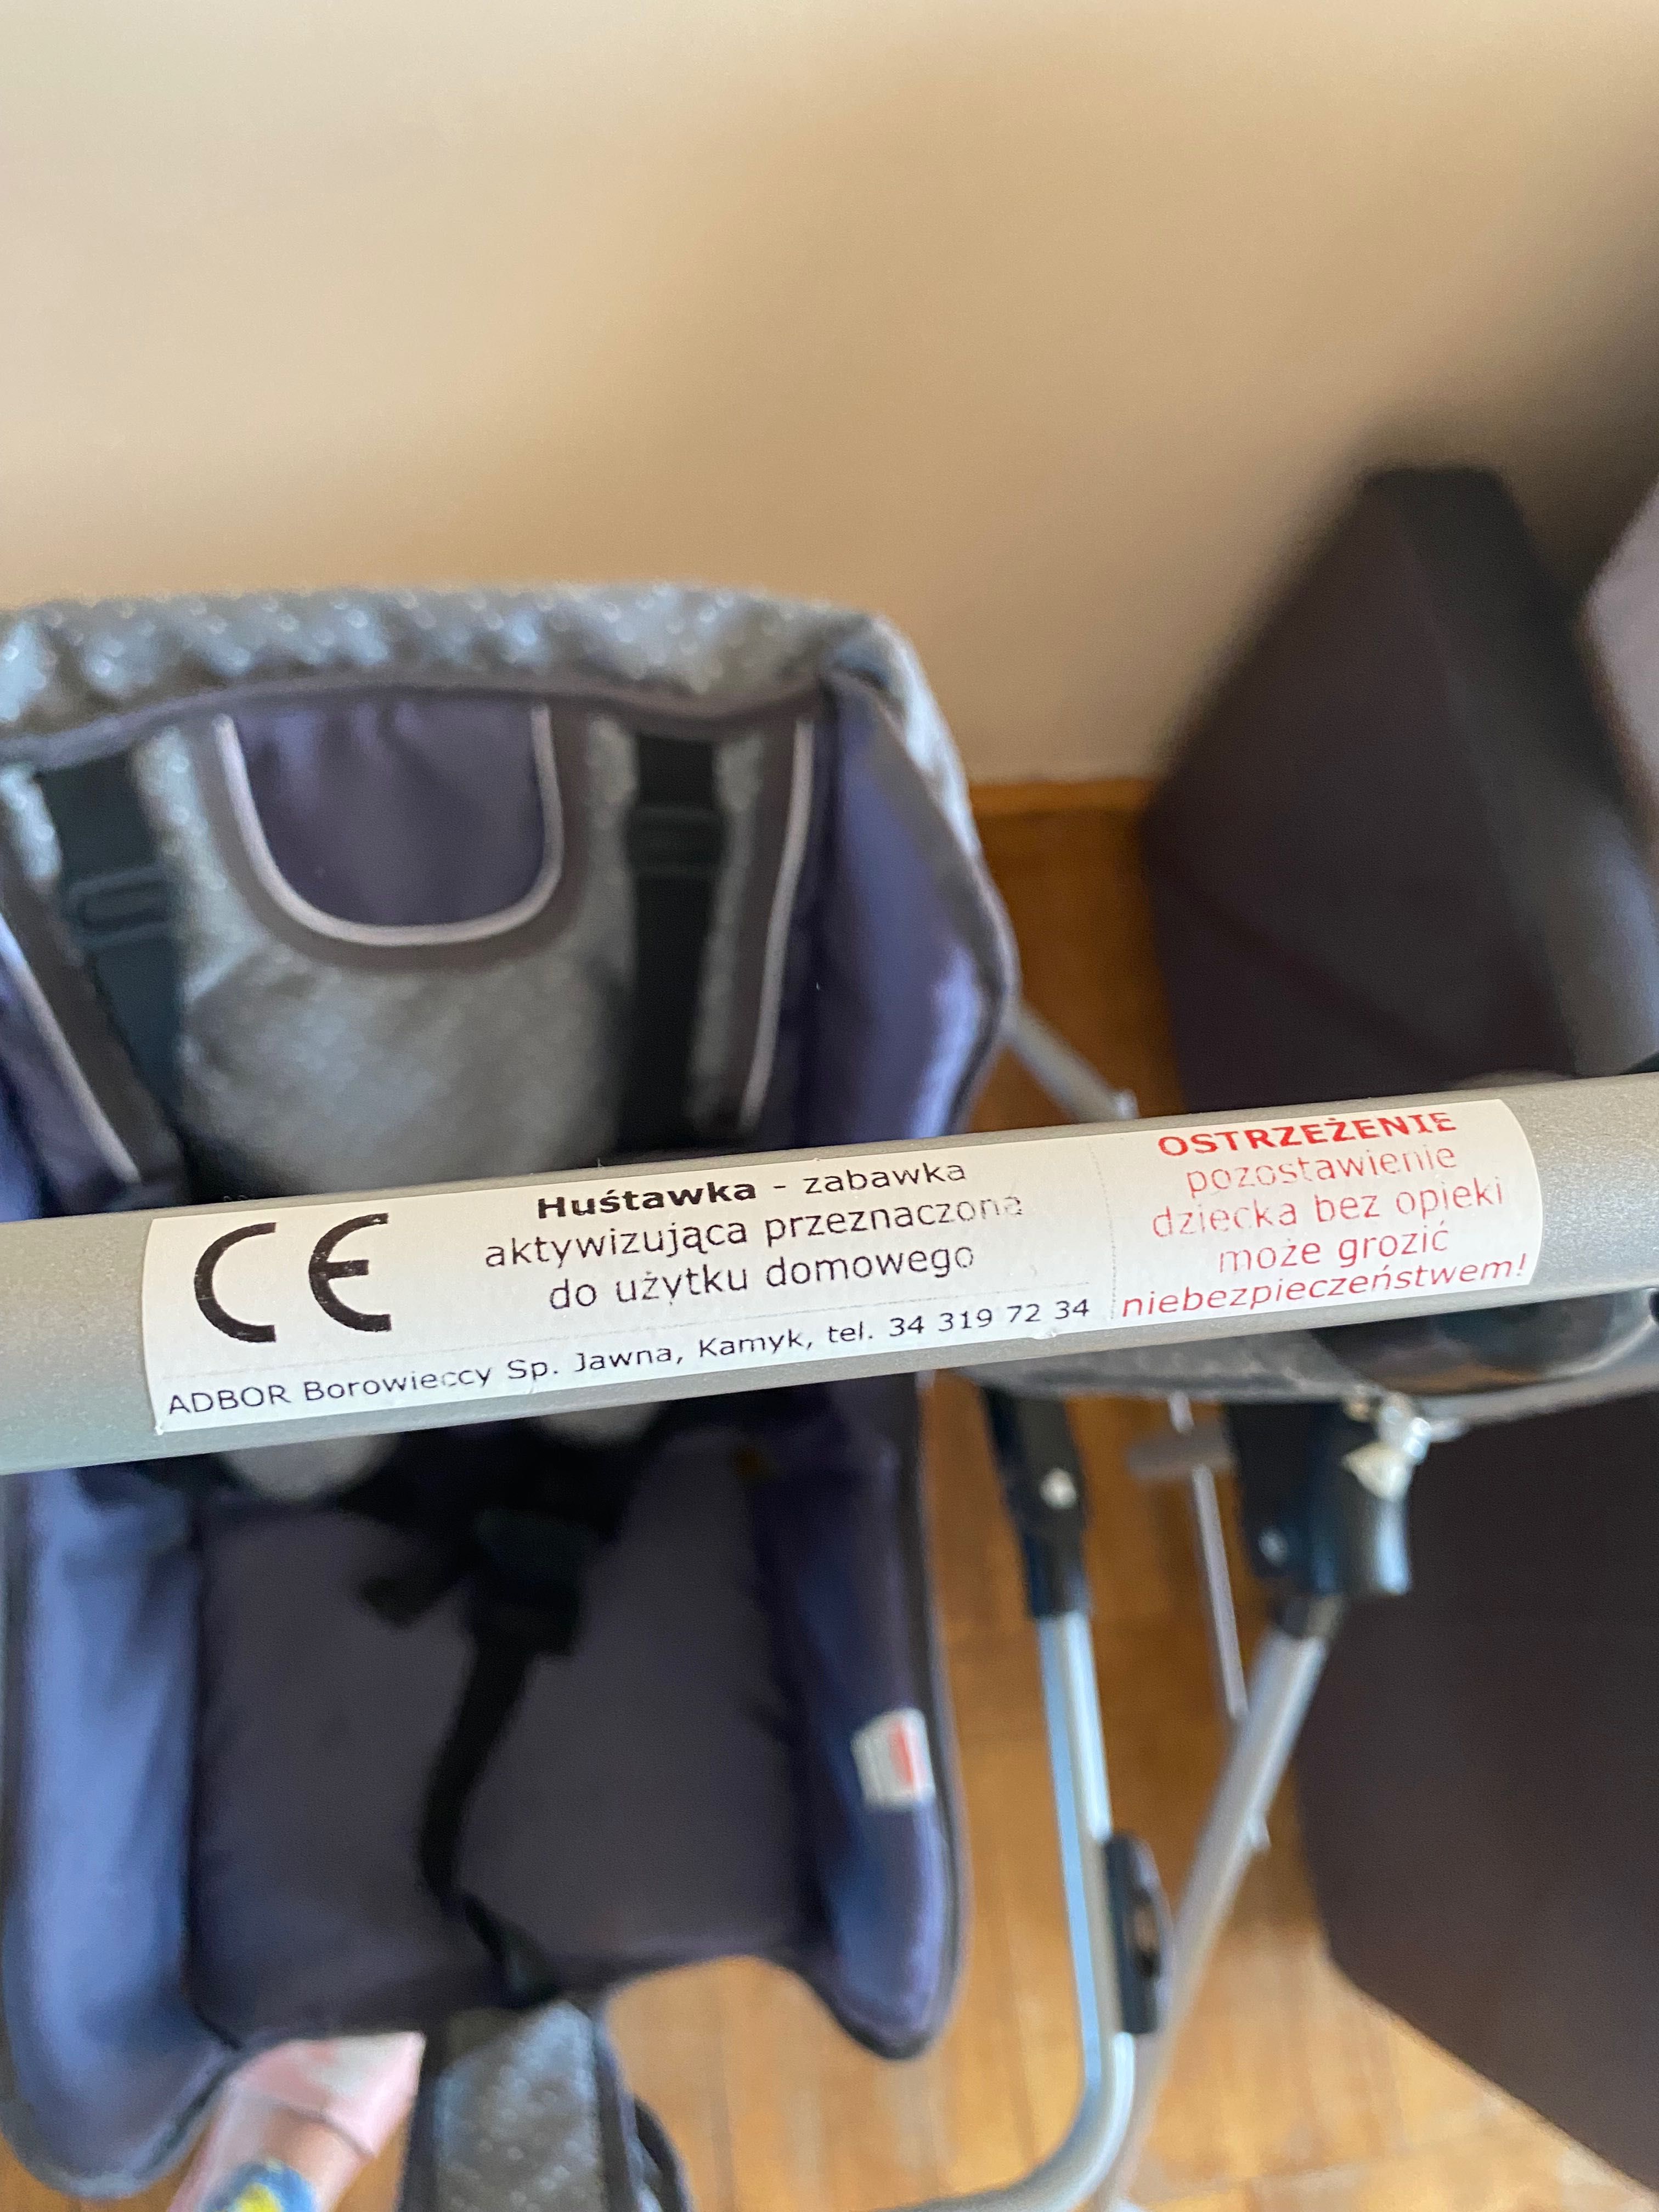 CE
Huśtawka - zabawka
aktywizująca przeznaczona
do użytku domowego
ADBOR Borowieccy Sp. Jawna, Kamyk, tel. 34 319 72 34
OSTRZEŻENIE
pozostawienie
dziecka bez opieki
może grozić
niebezpieczeństwem!